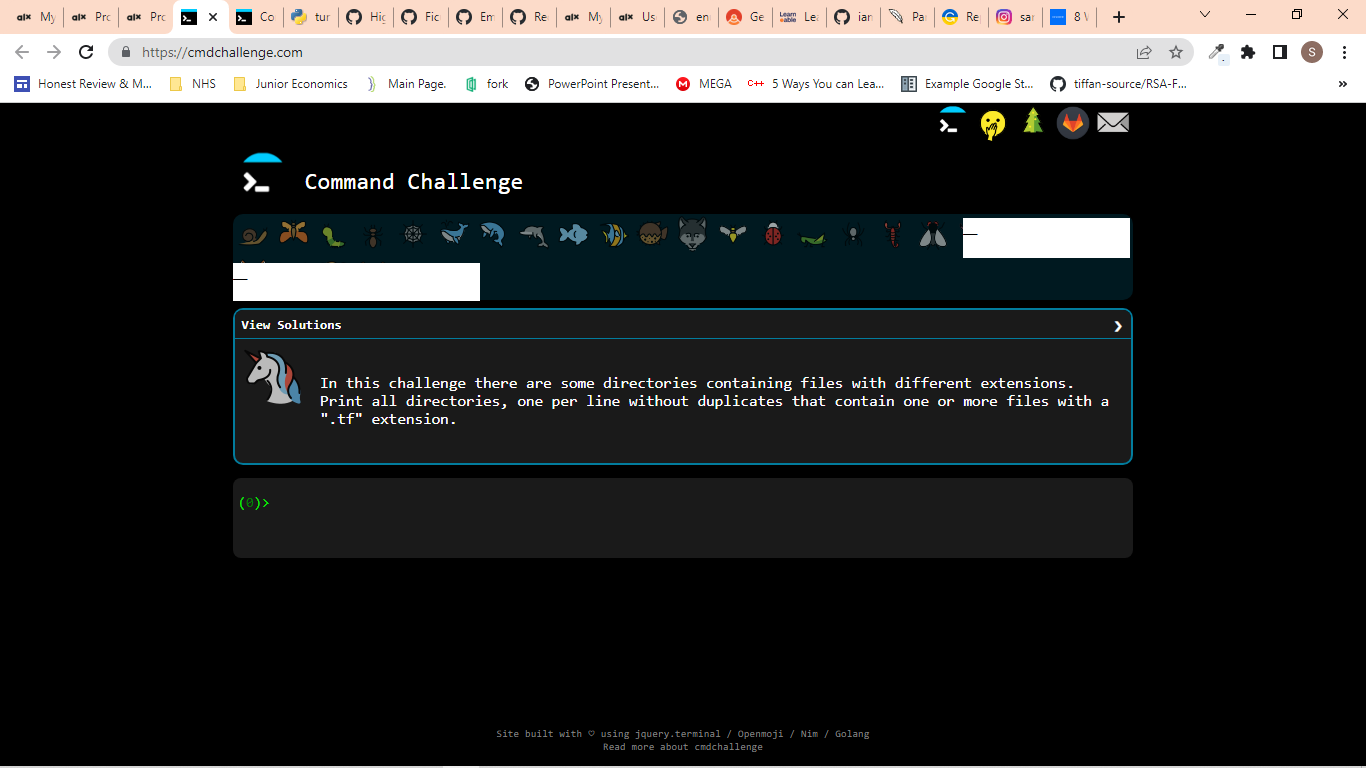 My
Pro
Pro
Co
tur
Hig
Fic
Em
Re
My
Us
en
Ge
Le
ian
Pa
Re
sa
8 V
https://cmdchallenge.com
S
Honest Review & M...
NHS
Junior Economics
Main Page.
fork
PowerPoint Present...
MEGA
5 Ways You can Lea...
Example Google St...
tiffan-source/RSA-F...
Command Challenge
View Solutions
In this challenge there are some directories containing files with different extensions.
Print all directories, one per line without duplicates that contain one or more files with a
".tf" extension.
(0)>
Site built with ♡ using jquery.terminal / Openmoji / Nim / Golang
Read more about cmdchallenge